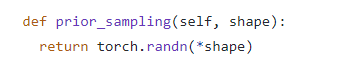 def prior_sampling(self, shape):
  return torch.randn(*shape)